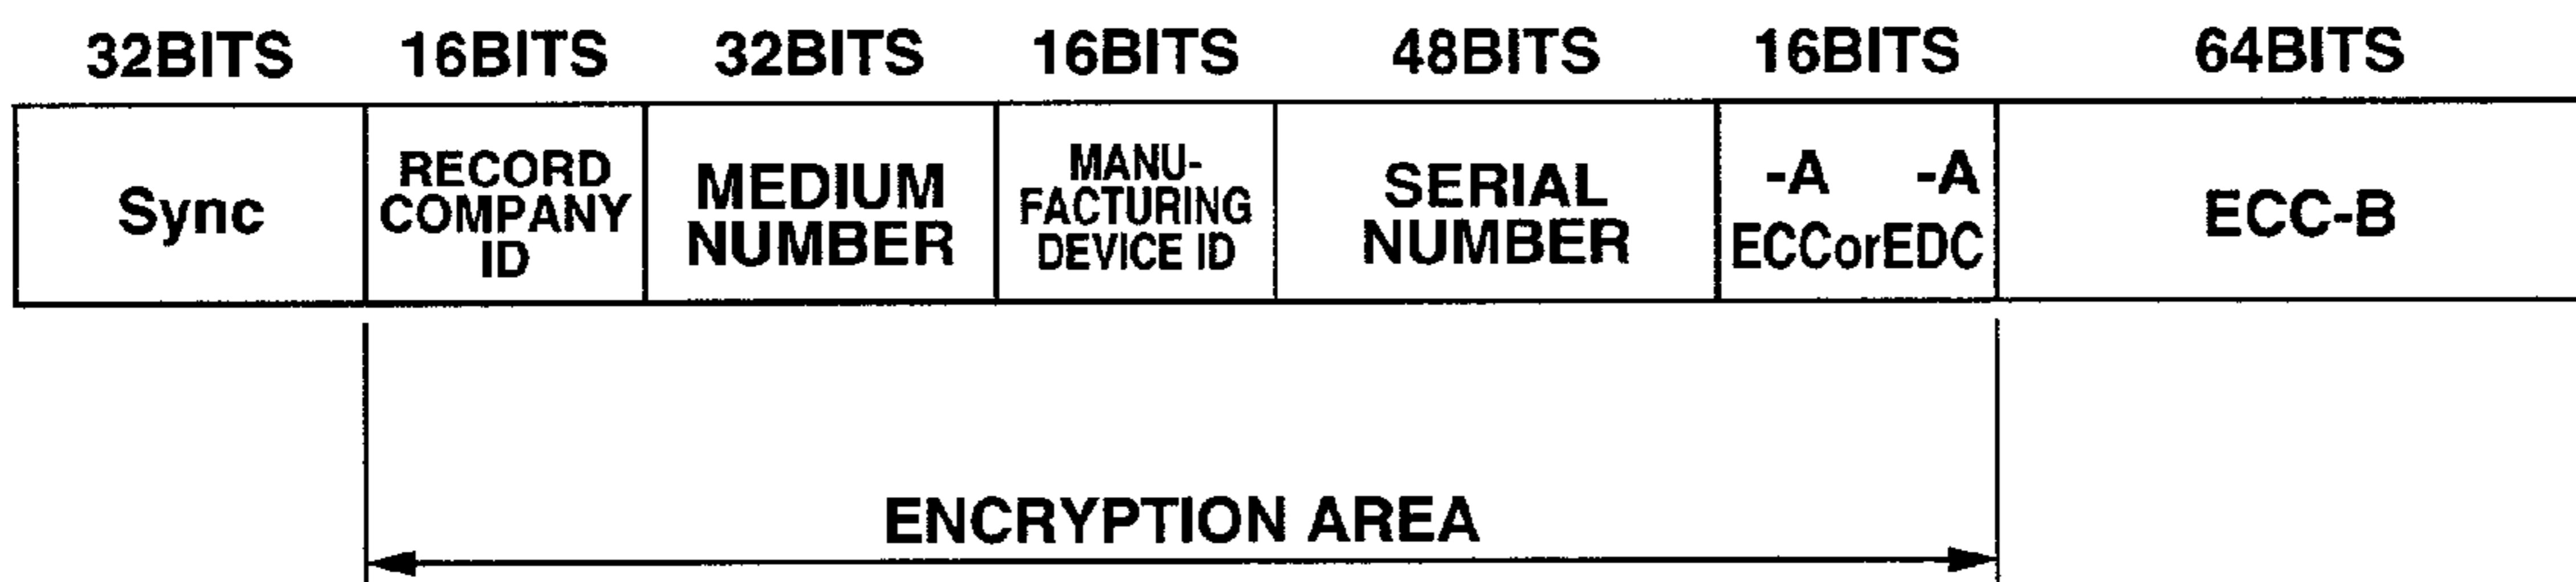 32BITS 16BITS 32BITS 16BITS 48BITS 16BITS 64BITS
Sync
RECORD
COMPANY
ID
MEDIUM
NUMBER
MANU-
FACTURING
DEVICE ID
SERIAL
NUMBER
-A -A
ECCorEDC
ECC-B
ENCRYPTION AREA